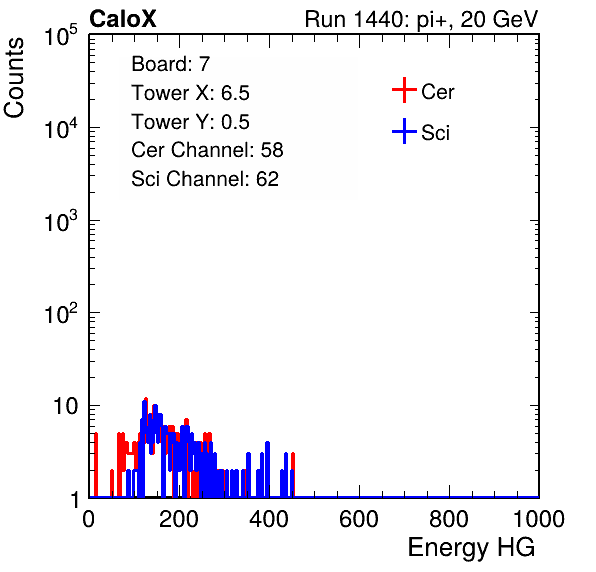 CaloX Run 1440: pi+, 20 GeV
Counts
Board: 7
Tower X: 6.5
Tower Y: 0.5
Cer Channel: 58
Sci Channel: 62
Cer
Sci
10^5
10^4
10^3
10^2
10
1
0 200 400 600 800 1000
Energy HG